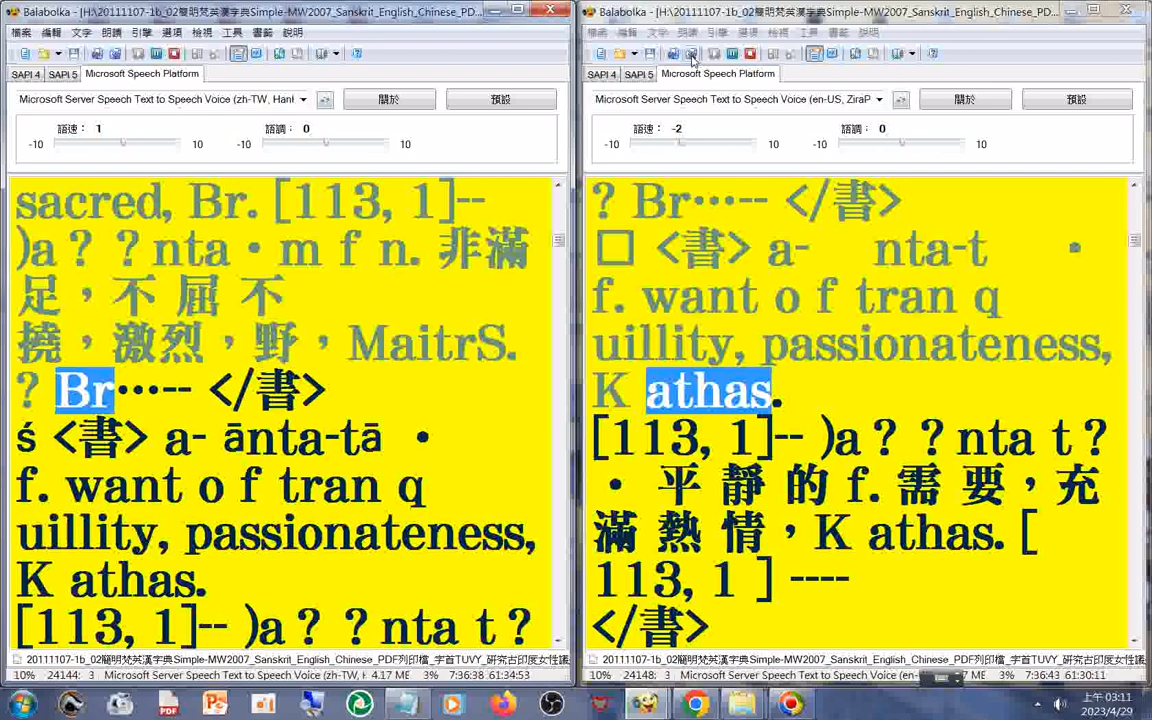 Balabolka - [H:\20111107-1b_02簡明梵英漢字典Simple-MW2007_Sanskrit_English_Chinese_PD...
檔案 編輯 文字 朗讀 引擎 選項 檢視 工具 書籤 說明
SAPI 4 SAPI 5 Microsoft Speech Platform
Microsoft Server Speech Text to Speech Voice (zh-TW, Han 關於 預設
語速： 1 語調： 0
-10 10 -10 10
sacred, Br. [113, 1]--
)a？？nta・m f n. 非滿
足，不 屈 不
撓，激烈，野，MaitrS.
? Br⋯-- </書>
ś <書> a- ānta-tā •
f. want o f tran q
uillity, passionateness,
K athas.
[113, 1]-- )a？？nta t？
20111107-1b_02簡明梵英漢字典Simple-MW2007_Sanskrit_English_Chinese_PDF列印檔_字首TUVY_研究古印度女性議
10% 24144: 3 Microsoft Speech Platform Microsoft Server Speech Text to Speech Voice (zh-TW, H 4.17 ME 3% 7:36:38 61:34:53
Balabolka - [H:\20111107-1b_02簡明梵英漢字典Simple-MW2007_Sanskrit_English_Chinese_PDF...
檔案 編輯 文字 朗讀 引擎 選項 檢視 工具 書籤 說明
SAPI 4 SAPI 5 Microsoft Speech Platform
Microsoft Server Speech Text to Speech Voice (en-US, ZiraP 關於 預設
語速： -2 語調： 0
-10 10 -10 10
? Br⋯-- </書>
□ <書> a- nta-t •
f. want o f tran q
uillity, passionateness,
K athas.
[113, 1]-- )a？？nta t？
• 平 靜 的 f. 需 要，充
滿 熱 情，K athas. [
113, 1 ] ----
</書>
20111107-1b_02簡明梵英漢字典Simple-MW2007_Sanskrit_English_Chinese_PDF列印檔_字首TUVY_研究古印度女性議
10% 24148: 3 Microsoft Server Speech Text to Speech Voice (en-US, Z 4.17 ME 3% 7:36:43 61:30:11
上午 03:11
2023/4/29